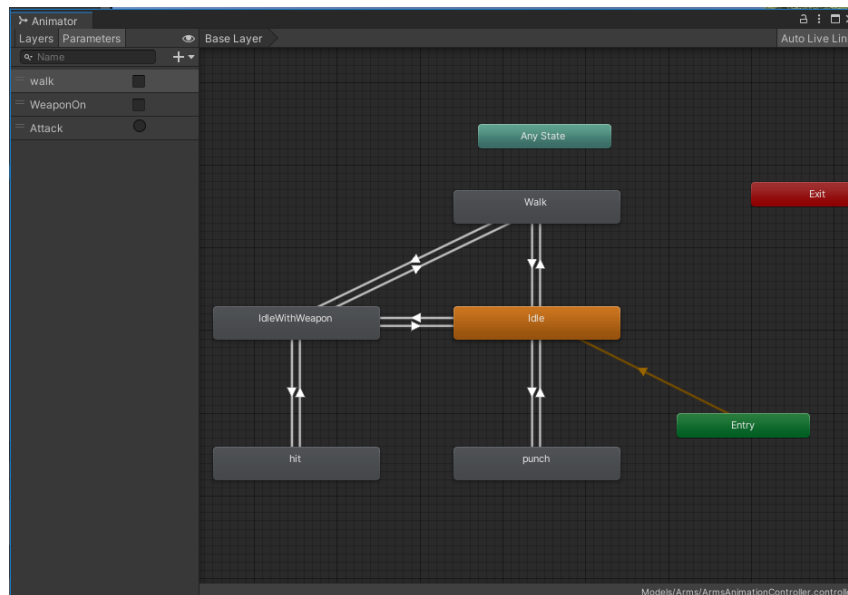 Animator
Layers Parameters
Base Layer
Auto Live Lin
Name
walk
WeaponOn
Attack
Any State
Exit
Walk
IdleWithWeapon
Idle
Entry
hit
punch
Models/Arms/ArmsAnimationController.controlle